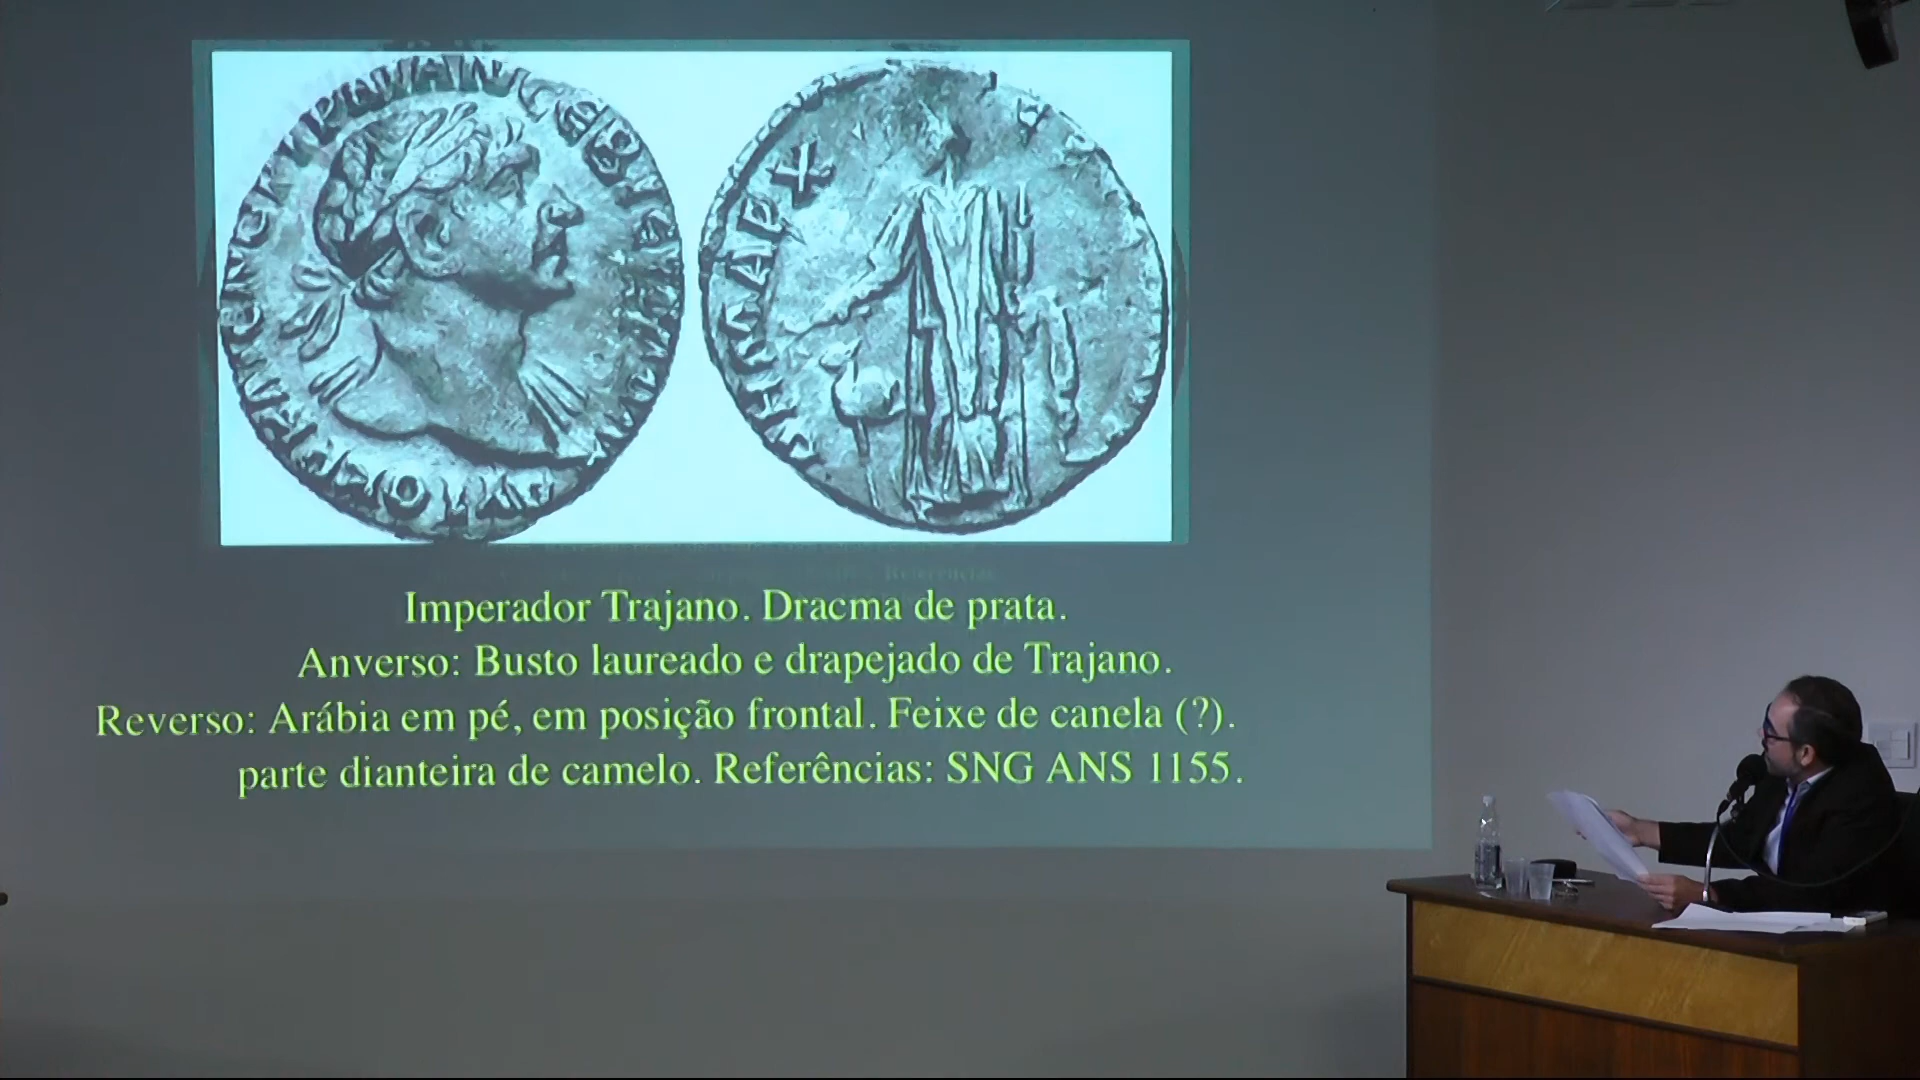 Imperador Trajano. Dracma de prata.
Anverso: Busto laureado e drapejado de Trajano.
Reverso: Arábia em pé, em posição frontal. Feixe de canela (?).
parte dianteira de camelo. Referências: SNG ANS 1155.